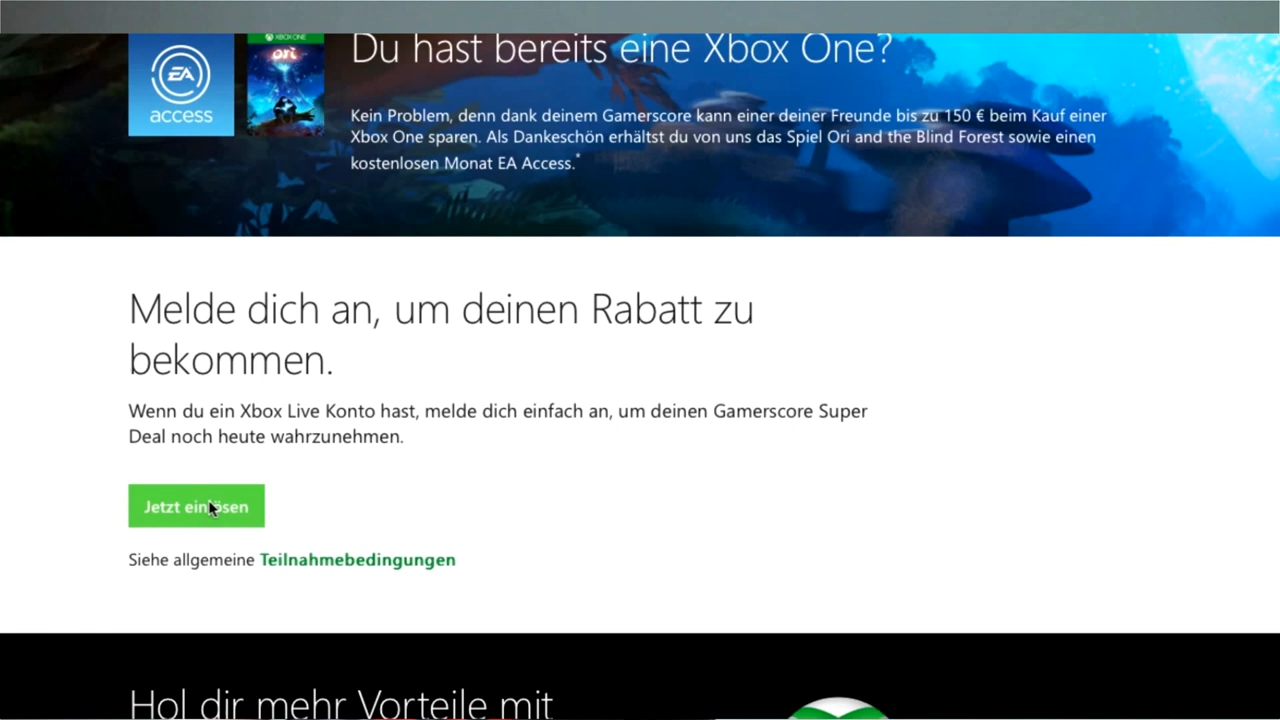 EA
access
XBOX ONE
ori
Du hast bereits eine Xbox One?
Kein Problem, denn dank deinem Gamerscore kann einer deiner Freunde bis zu 150 € beim Kauf einer
Xbox One sparen. Als Dankeschön erhältst du von uns das Spiel Ori and the Blind Forest sowie einen
kostenlosen Monat EA Access.*
Melde dich an, um deinen Rabatt zu
bekommen.
Wenn du ein Xbox Live Konto hast, melde dich einfach an, um deinen Gamerscore Super
Deal noch heute wahrzunehmen.
Jetzt einlösen
Siehe allgemeine Teilnahmebedingungen
Hol dir mehr Vorteile mit